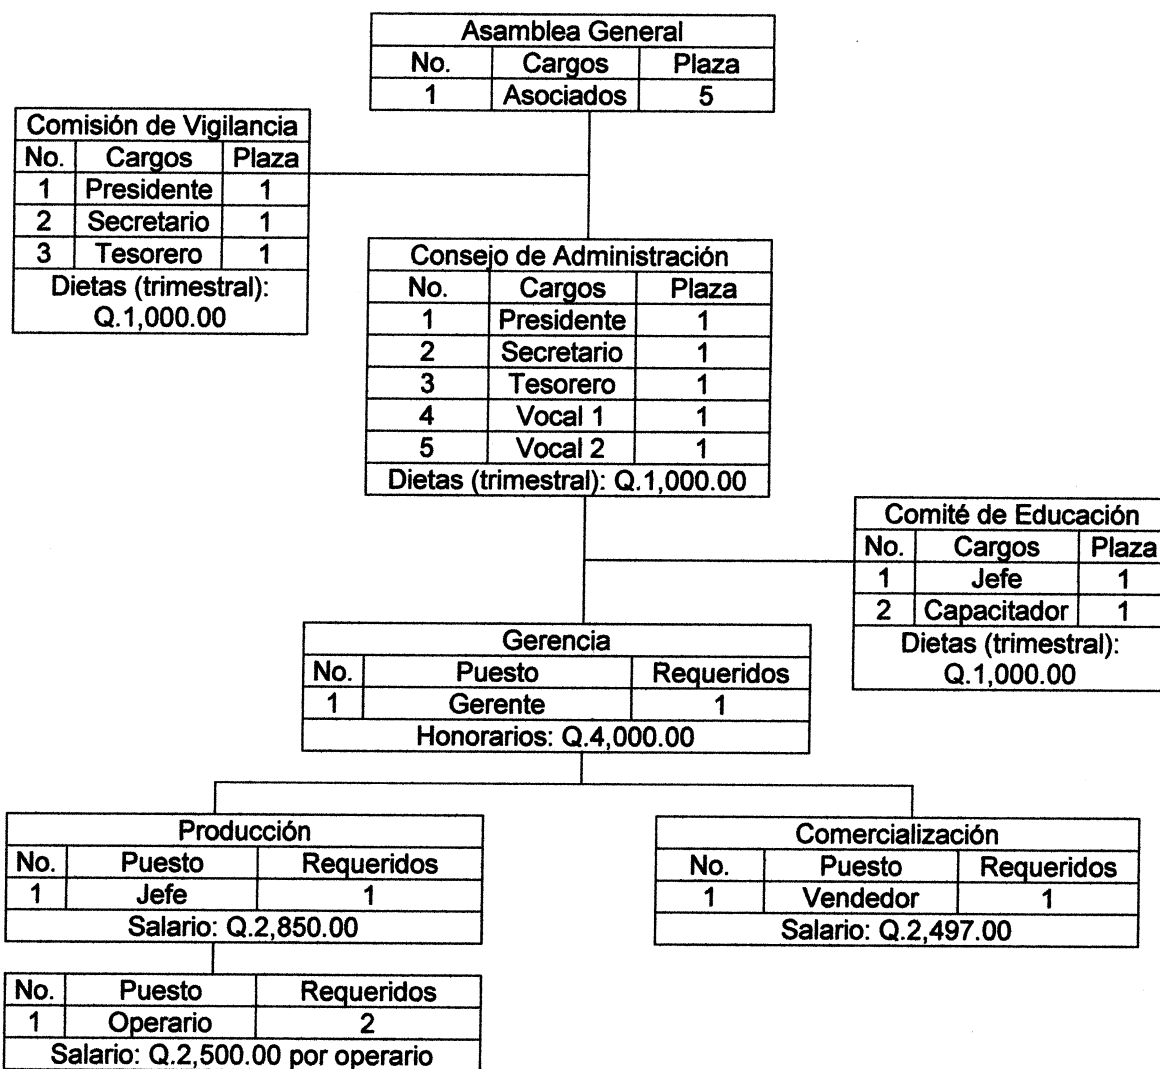 Asamblea General
No. Cargos Plaza
1 Asociados 5
Comisión de Vigilancia
No. Cargos Plaza
1 Presidente 1
2 Secretario 1
3 Tesorero 1
Dietas (trimestral):
Q.1,000.00
Consejo de Administración
No. Cargos Plaza
1 Presidente 1
2 Secretario 1
3 Tesorero 1
4 Vocal 1 1
5 Vocal 2 1
Dietas (trimestral): Q.1,000.00
Comité de Educación
No. Cargos Plaza
1 Jefe 1
2 Capacitador 1
Dietas (trimestral):
Q.1,000.00
Gerencia
No. Puesto Requeridos
1 Gerente 1
Honorarios: Q.4,000.00
Producción
No. Puesto Requeridos
1 Jefe 1
Salario: Q.2,850.00
No. Puesto Requeridos
1 Operario 2
Salario: Q.2,500.00 por operario
Comercialización
No. Puesto Requeridos
1 Vendedor 1
Salario: Q.2,497.00